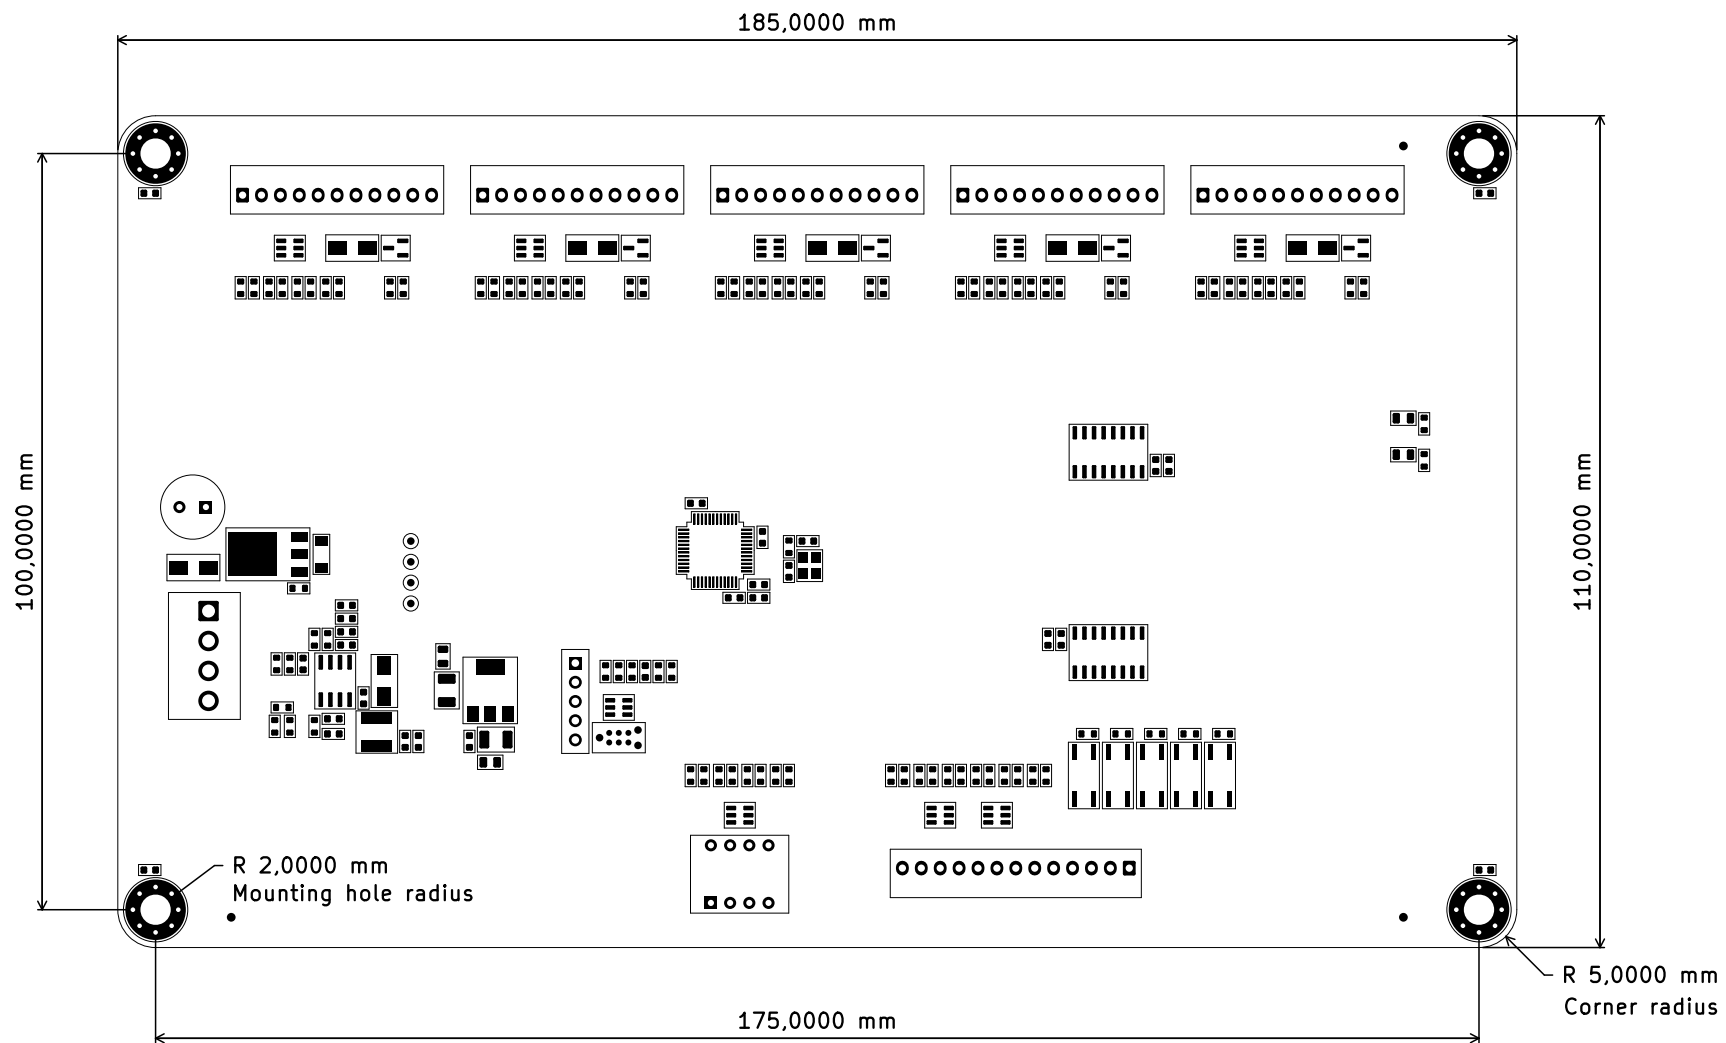 185,0000 mm
100,0000 mm
110,0000 mm
R 2,0000 mm
Mounting hole radius
R 5,0000 mm
Corner radius
175,0000 mm